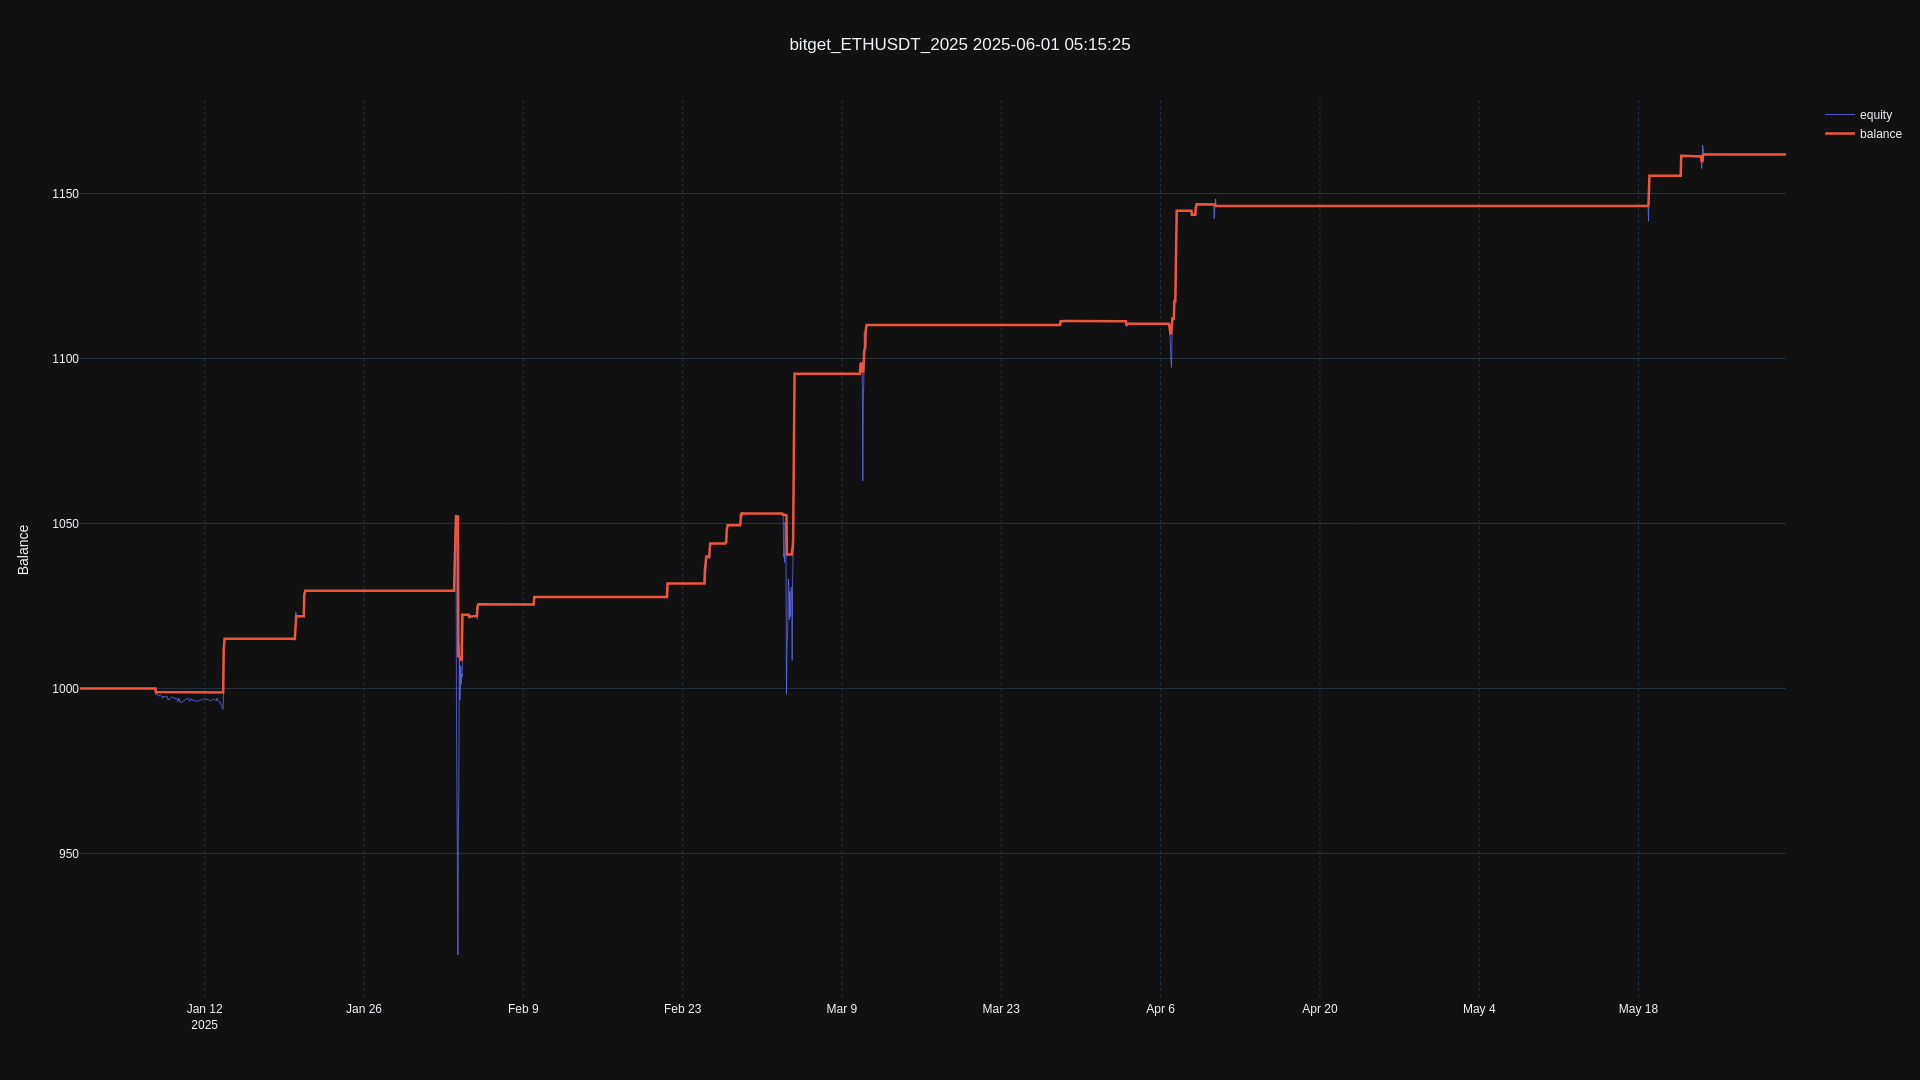 bitget_ETHUSDT_2025 2025-06-01 05:15:25
equity
balance
1150
1100
1050
1000
950
Balance
Jan 12
2025
Jan 26
Feb 9
Feb 23
Mar 9
Mar 23
Apr 6
Apr 20
May 4
May 18